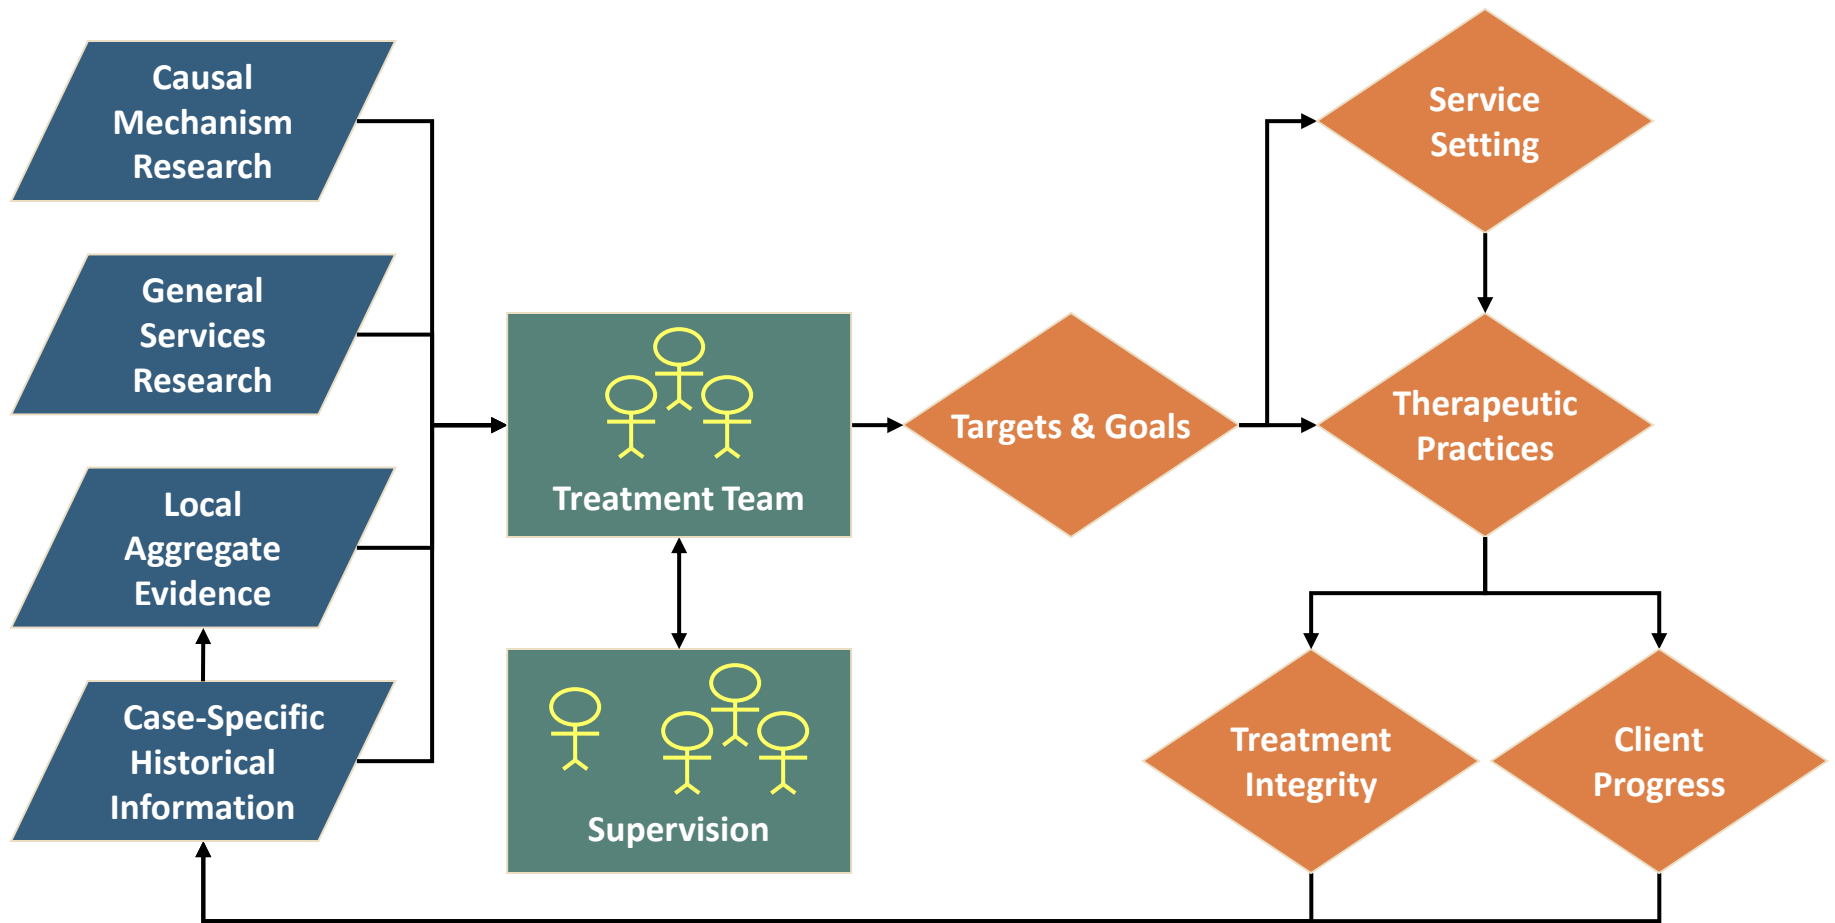 Causal
Mechanism
Research
General
Services
Research
Local
Aggregate
Evidence
Case-Specific
Historical
Information
Treatment Team
Supervision
Targets & Goals
Service
Setting
Therapeutic
Practices
Treatment
Integrity
Client
Progress